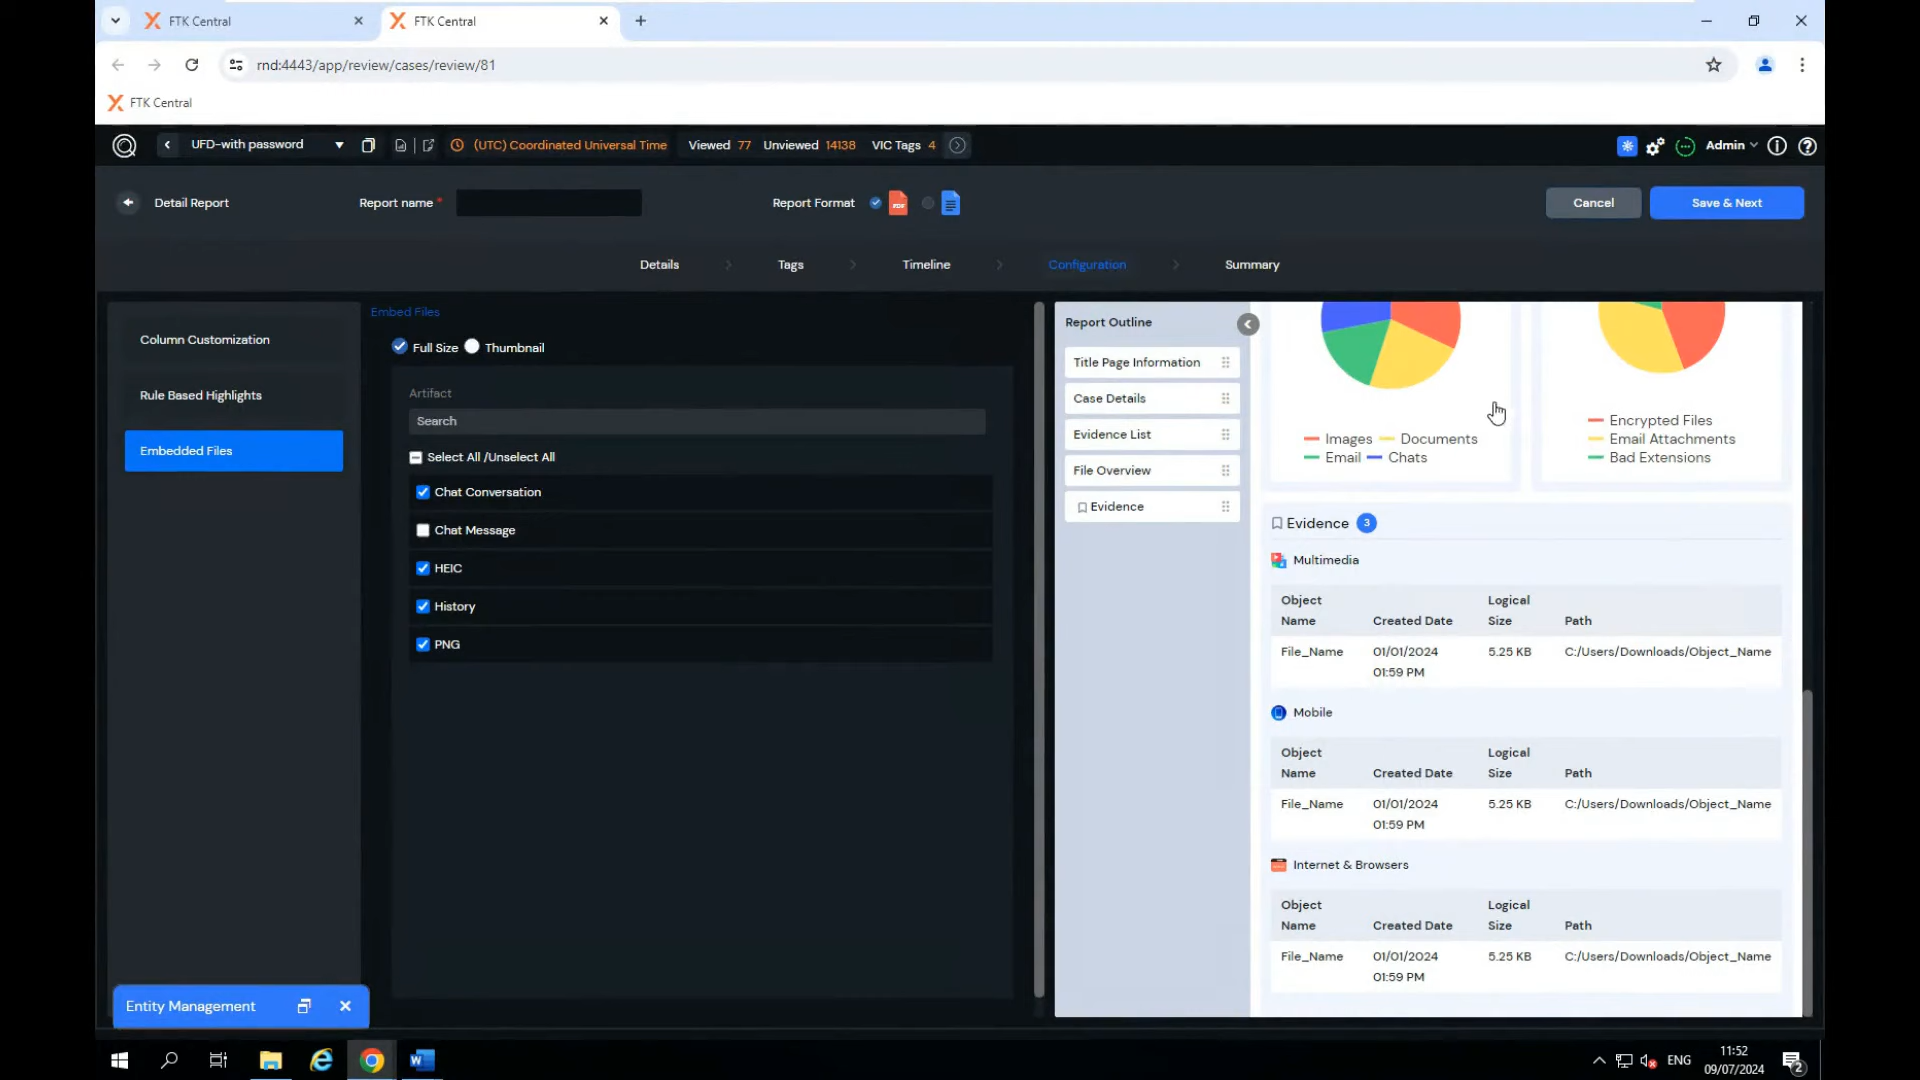 FTK Central
FTK Central
rnd:4443/app/review/cases/review/81
FTK Central
UFD-with password
(UTC) Coordinated Universal Time
Viewed 77 Unviewed 14138 VIC Tags 4
Admin
Detail Report
Report name *
Report Format
PDF
Cancel
Save & Next
Details
Tags
Timeline
Configuration
Summary
Column Customization
Rule Based Highlights
Embedded Files
Embed Files
Full Size Thumbnail
Artifact
Search
Select All /Unselect All
Chat Conversation
Chat Message
HEIC
History
PNG
Report Outline
Title Page Information
Case Details
Evidence List
File Overview
Evidence
Images Documents
Email Chats
Encrypted Files
Email Attachments
Bad Extensions
Evidence 3
Multimedia
Object Name Created Date Logical Size Path
File_Name 01/01/2024 01:59 PM 5.25 KB C:/Users/Downloads/Object_Name
Mobile
Object Name Created Date Logical Size Path
File_Name 01/01/2024 01:59 PM 5.25 KB C:/Users/Downloads/Object_Name
Internet & Browsers
Object Name Created Date Logical Size Path
File_Name 01/01/2024 01:59 PM 5.25 KB C:/Users/Downloads/Object_Name
Entity Management
ENG
11:52
09/07/2024
2